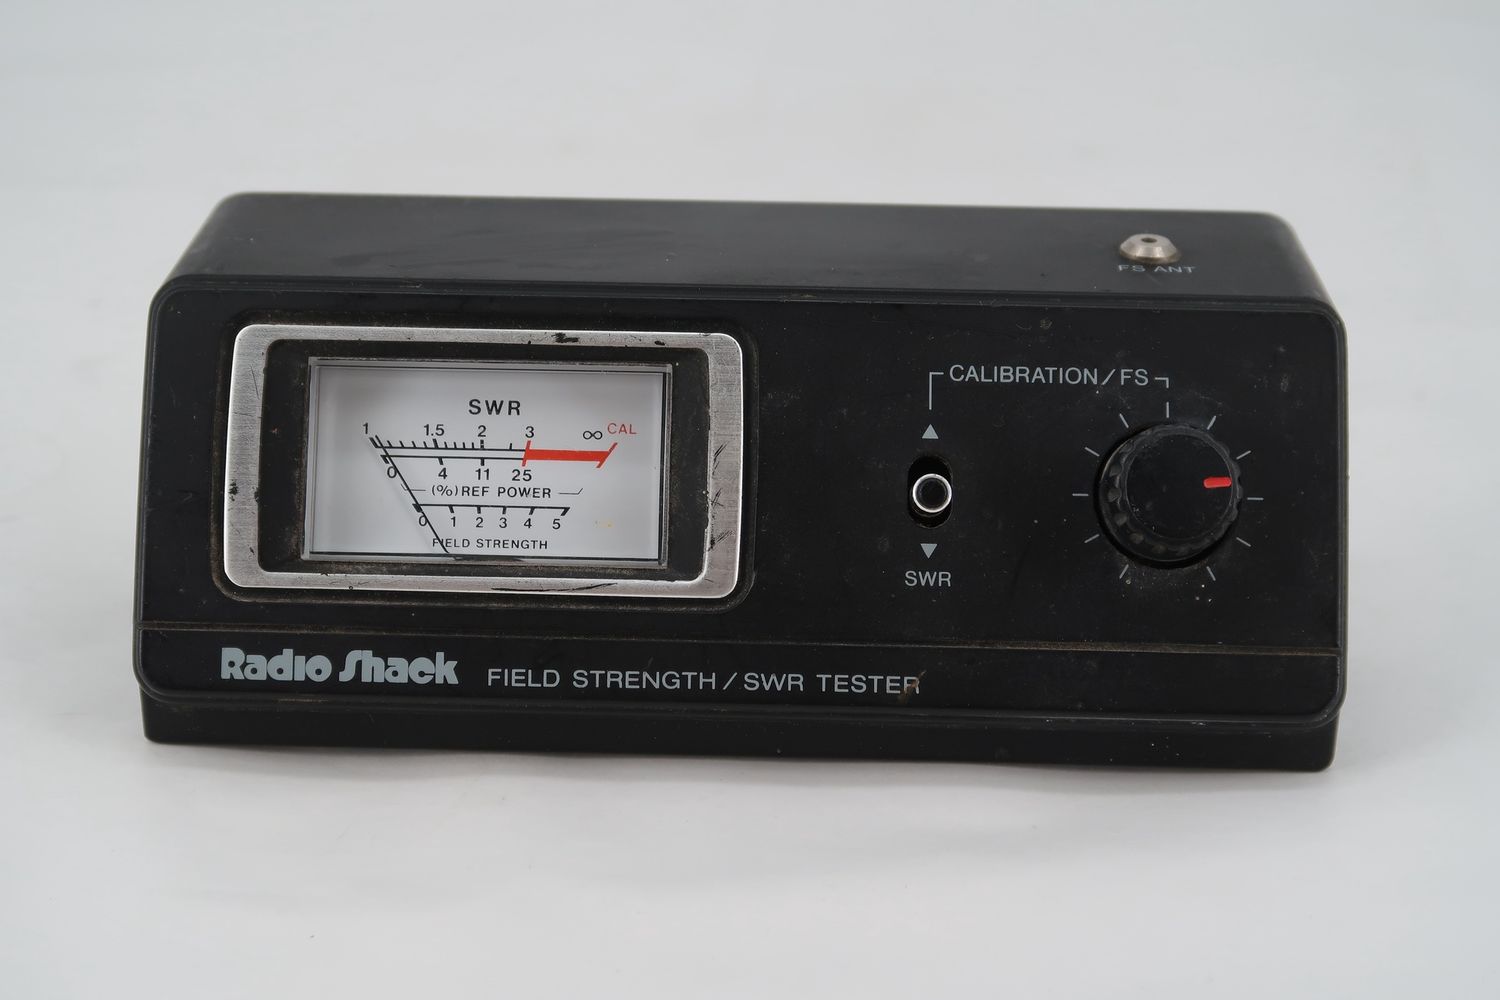 FS ANT
SWR
1 1.5 2 3 ∞ CAL
0 4 11 25
(%) REF POWER
0 1 2 3 4 5
FIELD STRENGTH
CALIBRATION/FS
SWR
Radio Shack FIELD STRENGTH/SWR TESTER